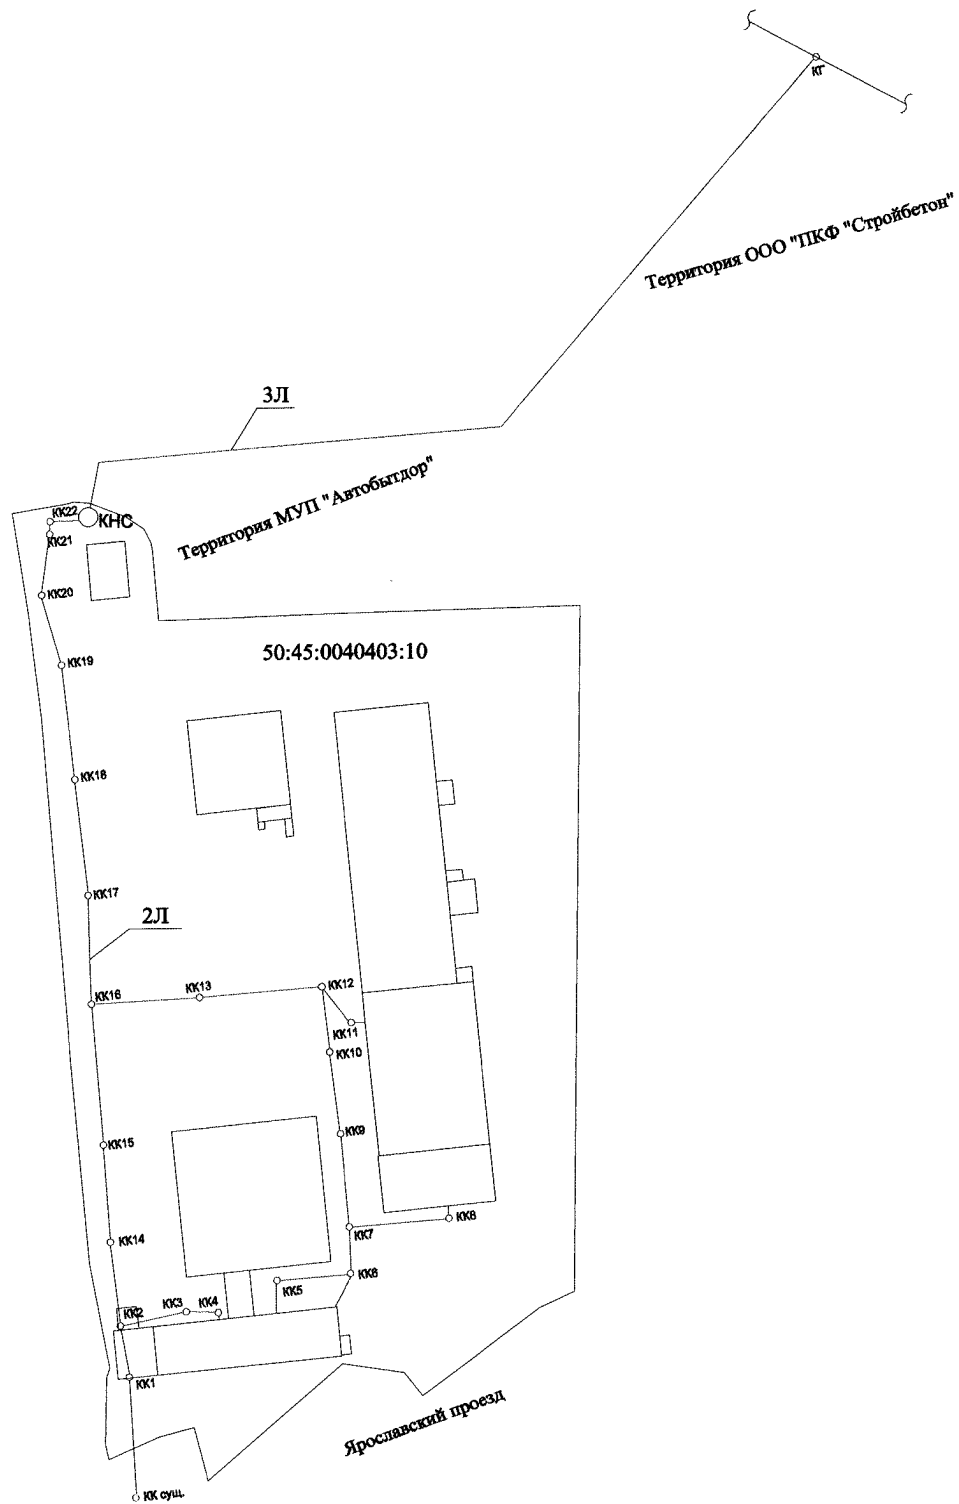 КГ
Территория ООО "ПКФ "Стройбетон"
3Л
Территория МУП "Автобытдор"
КК22
КНС
КК21
КК20
50:45:0040403:10
КК19
КК18
КК17
2Л
КК16
КК13
КК12
КК11
КК10
КК9
КК15
КК14
КК7
КК8
КК6
КК5
КК2
КК3
КК4
КК1
Ярославский проезд
КК сущ.